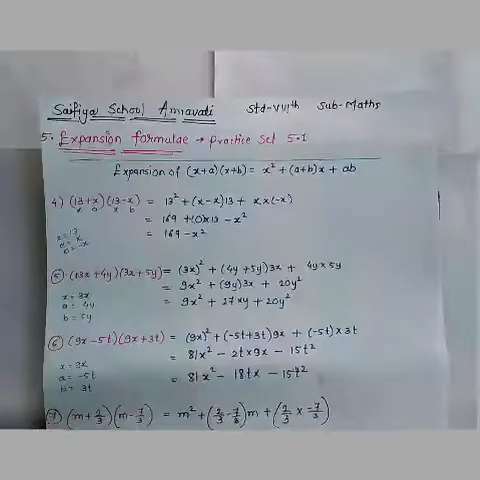 Saifiya School Amravati Std-VIIIth Sub-Maths
5. Expansion formulae → practice Set 5.1
Expansion of (x+a)(x+b) = x² + (a+b)x + ab
4) (13+x)(13-x) = 13² + (x-x)13 + x×(-x)
x a x b
= 169 + (0)×13 - x²
= 169 - x²
x = 13
a = x
b = -x
⑤ (13x+4y)(3x+5y) = (3x)² + (4y+5y)3x + 4y×5y
= 9x² + (9y)3x + 20y²
= 9x² + 27xy + 20y²
x = 3x
a = 4y
b = 5y
⑥ (9x-5t)(9x+3t) = (9x)² + (-5t+3t)9x + (-5t)×3t
= 81x² - 2t×9x - 15t²
= 81x² - 18tx - 15t²
x = 9x
a = -5t
b = 3t
⑦ (m+2/3)(m-7/3) = m² + (2/3-7/3)m + (2/3 × -7/3)